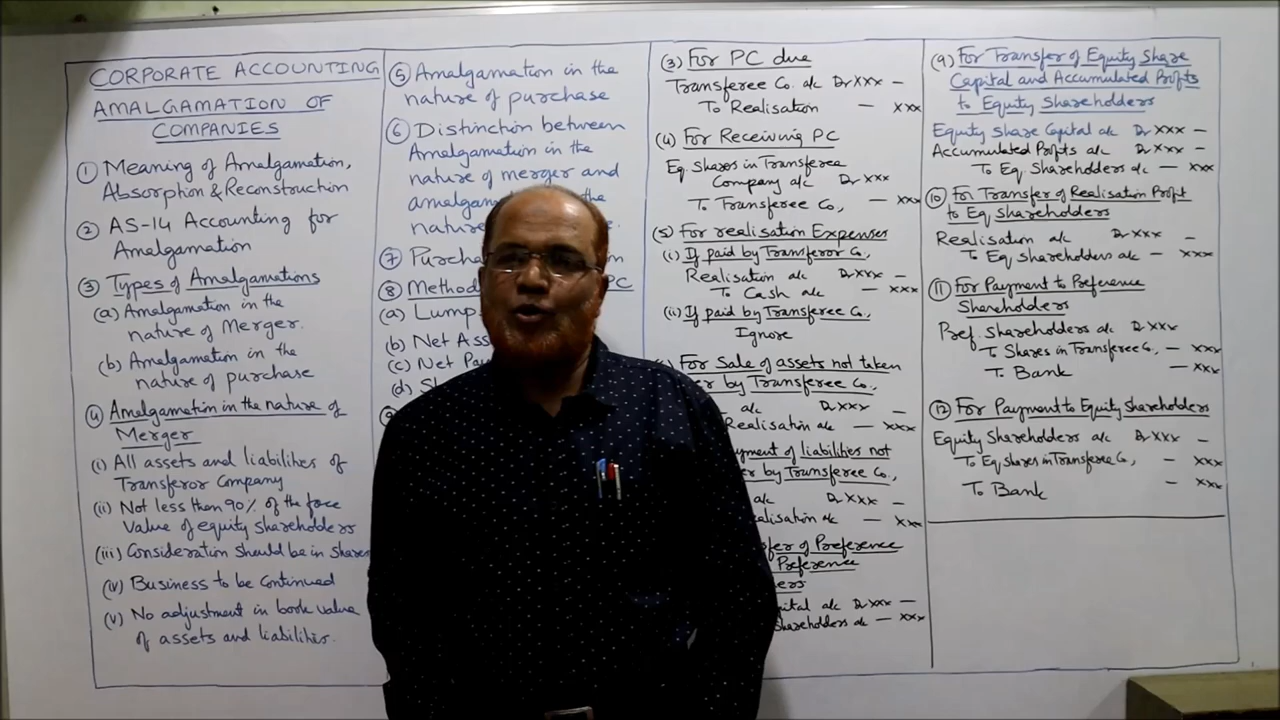 CORPORATE ACCOUNTING
AMALGAMATION OF
COMPANIES
① Meaning of Amalgamation,
Absorption & Reconstruction
② AS-14 Accounting for
Amalgamation
③ Types of Amalgamations
(a) Amalgamation in the
nature of Merger.
(b) Amalgamation in the
nature of purchase
④ Amalgamation in the nature of
Merger
(i) All assets and liabilities of
Transferor Company
(ii) Not less then 90% of the face
value of equity shareholders
(iii) Consideration should be in shares
(iv) Business to be continued
(v) No adjustment in book value
of assets and liabilities.
⑤ Amalgamation in the
nature of purchase
⑥ Distinction between
Amalgamation in the
nature of merger and
the
⑦
⑧ PC
(a)
(b) Net
(c) Net
(d)
(3) For PC due
Transferee Co. a/c Dr XXX —
To Realisation — XXX
(4) For Receiving PC
Eq Shares in Transferee
Company a/c Dr XXX
To Transferee Co, — XXX
(5) For realisation Expenses
(i) If paid by Transferor Co,
Realisation a/c Dr XXX —
To Cash a/c — XXX
(ii) If paid by Transferee Co,
Ignore
For Sale of assets not taken
by Transferee Co,
a/c Dr XXX —
Realisation a/c — XXX
of liabilities not
by Transferee Co,
a/c Dr XXX —
a/c — XXX
of Preference
Preference
a/c Dr XXX —
Shareholders a/c — XXX
(9) For Transfer of Equity Share
Capital and Accumulated Profits
to Equity Shareholders
Equity Share Capital a/c Dr XXX —
Accumulated Profits a/c Dr XXX —
To Eq Shareholders a/c — XXX
⑩ For Transfer of Realisation Profit
to Eq Shareholders
Realisation a/c Dr XXX —
To Eq shareholders a/c — XXX
⑪ For Payment to Preference
Shareholders
Pref. Shareholders a/c Dr XXX
To Shares in Transferee Co, — XXX
To Bank — XXX
⑫ For Payment to Equity Shareholders
Equity Shareholders a/c Dr XXX —
To Eq Shares in Transferee Co, — XXX
To Bank — XXX